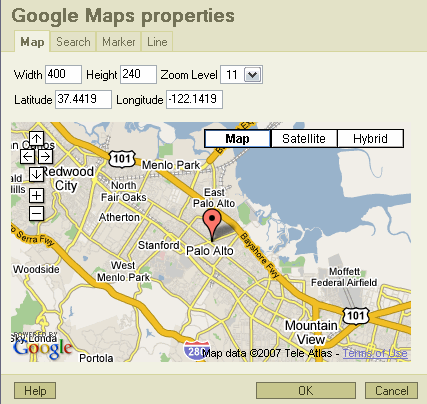 Google Maps properties
Map Search Marker Line
Width 400 Height 240 Zoom Level 11
Latitude 37.4419 Longitude -122.1419
Map Satellite Hybrid
101
Menlo Park
Redwood
City
North
Fair Oaks
East
Palo Alto
Atherton
Bayshore Fwy
Serra Fwy
Stanford
Palo Alto
Woodside
West
Menlo Park
Moffett
Federal Airfield
101
Mountain
View
POWERED BY
Google
Portola
280
Map data ©2007 Tele Atlas - Terms of Use
Help OK Cancel